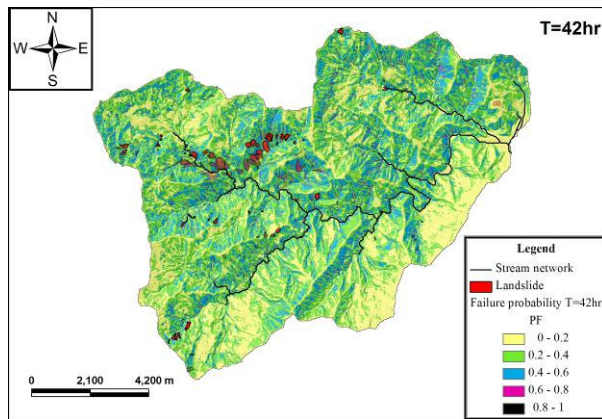 N
T=42hr
W E
S
Legend
Stream network
Landslide
Failure probability T=42hr
PF
0 - 0.2
0.2 - 0.4
0.4 - 0.6
0.6 - 0.8
0.8 - 1
0 2,100 4,200 m